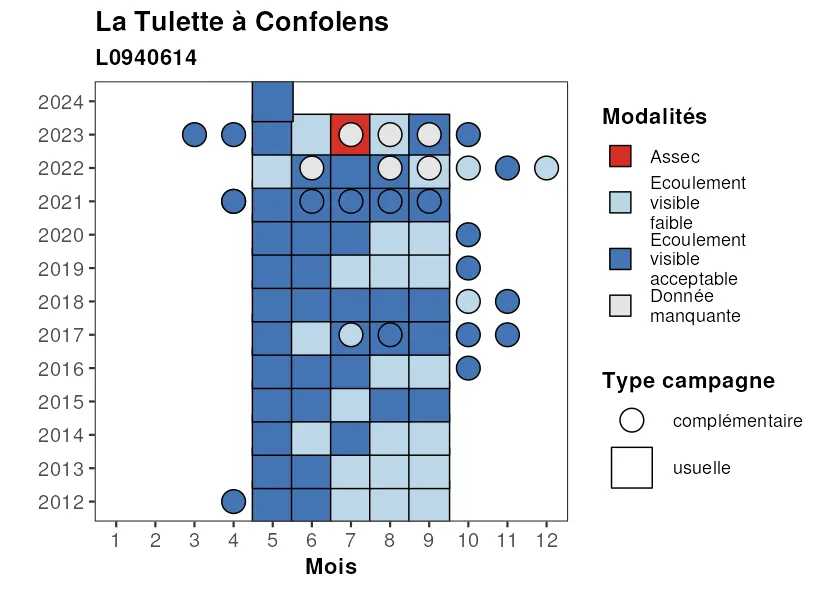 La Tulette à Confolens
L0940614
2024
2023
2022
2021
2020
2019
2018
2017
2016
2015
2014
2013
2012
1 2 3 4 5 6 7 8 9 10 11 12
Mois
Modalités
Assec
Ecoulement
visible
faible
Ecoulement
visible
acceptable
Donnée
manquante
Type campagne
complémentaire
usuelle